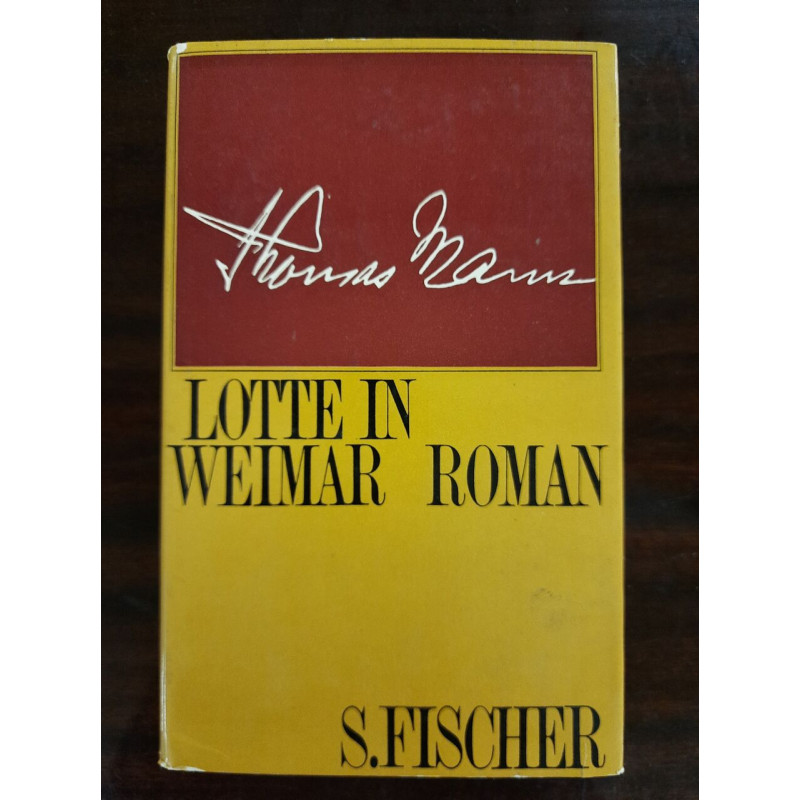 Thomas Mann
LOTTE IN
WEIMAR ROMAN
S.FISCHER